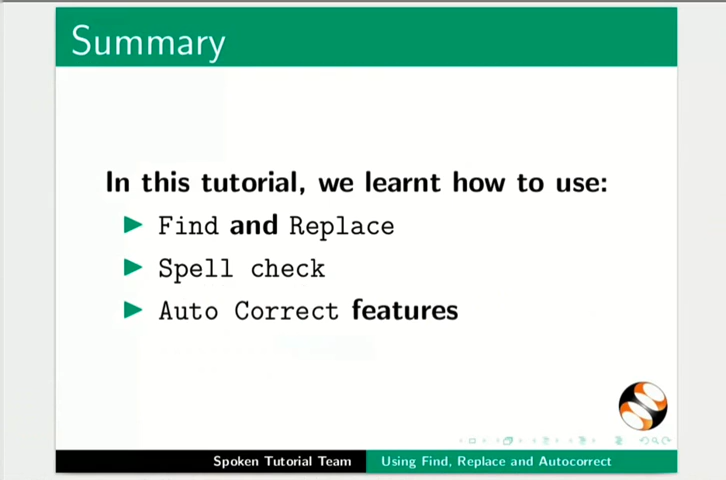 Summary
In this tutorial, we learnt how to use:
Find and Replace
Spell check
Auto Correct features
Spoken Tutorial Team
Using Find, Replace and Autocorrect